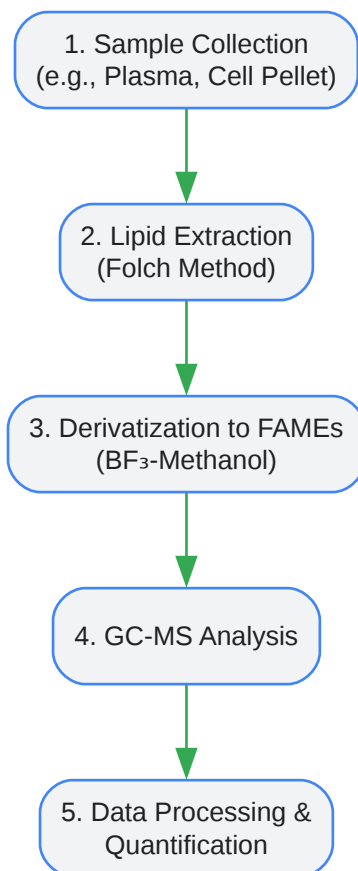 1. Sample Collection
(e.g., Plasma, Cell Pellet)
2. Lipid Extraction
(Folch Method)
3. Derivatization to FAMEs
(BF₃-Methanol)
4. GC-MS Analysis
5. Data Processing &
Quantification